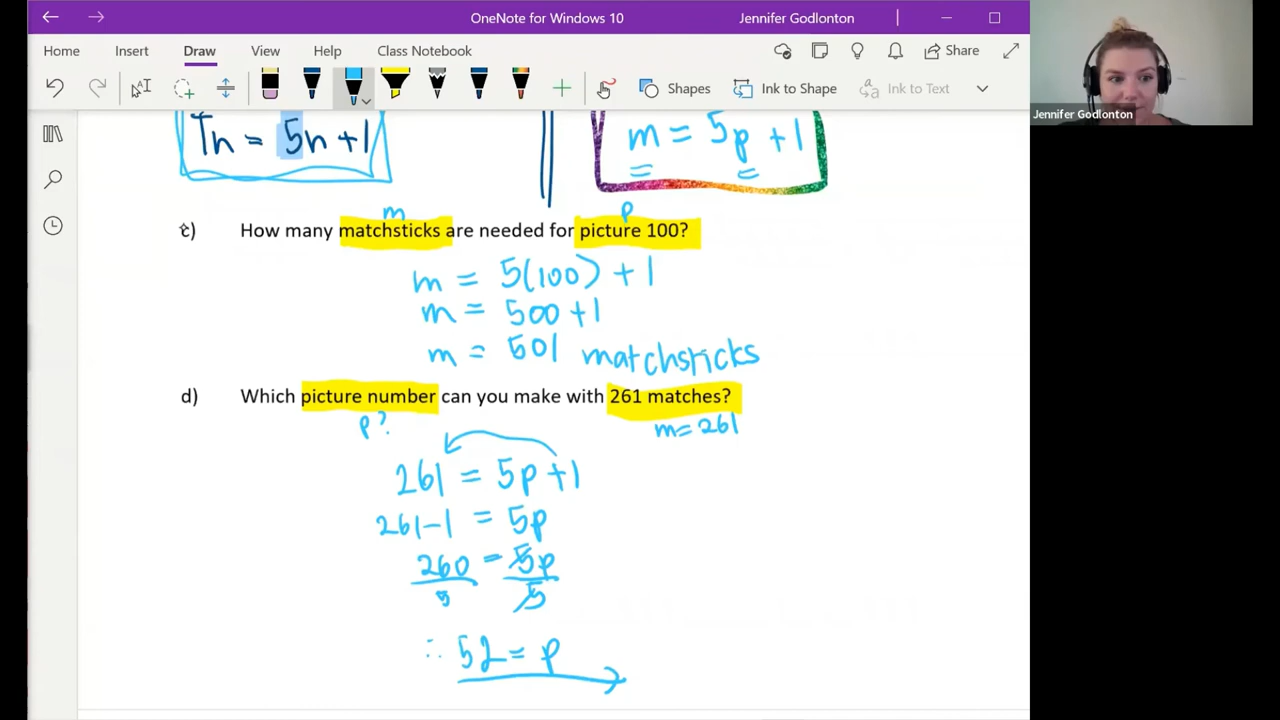 OneNote for Windows 10
Jennifer Godlonton
Home Insert Draw View Help Class Notebook Share
Shapes Ink to Shape Ink to Text
Jennifer Godlonton
Tn = 5n +1
m = 5p +1
m p
c) How many matchsticks are needed for picture 100?
m = 5(100) + 1
m = 500 +1
m = 501 matchsticks
d) Which picture number can you make with 261 matches?
p? m = 261
261 = 5p +1
261 - 1 = 5p
260 = 5p
5 5
∴ 52 = p